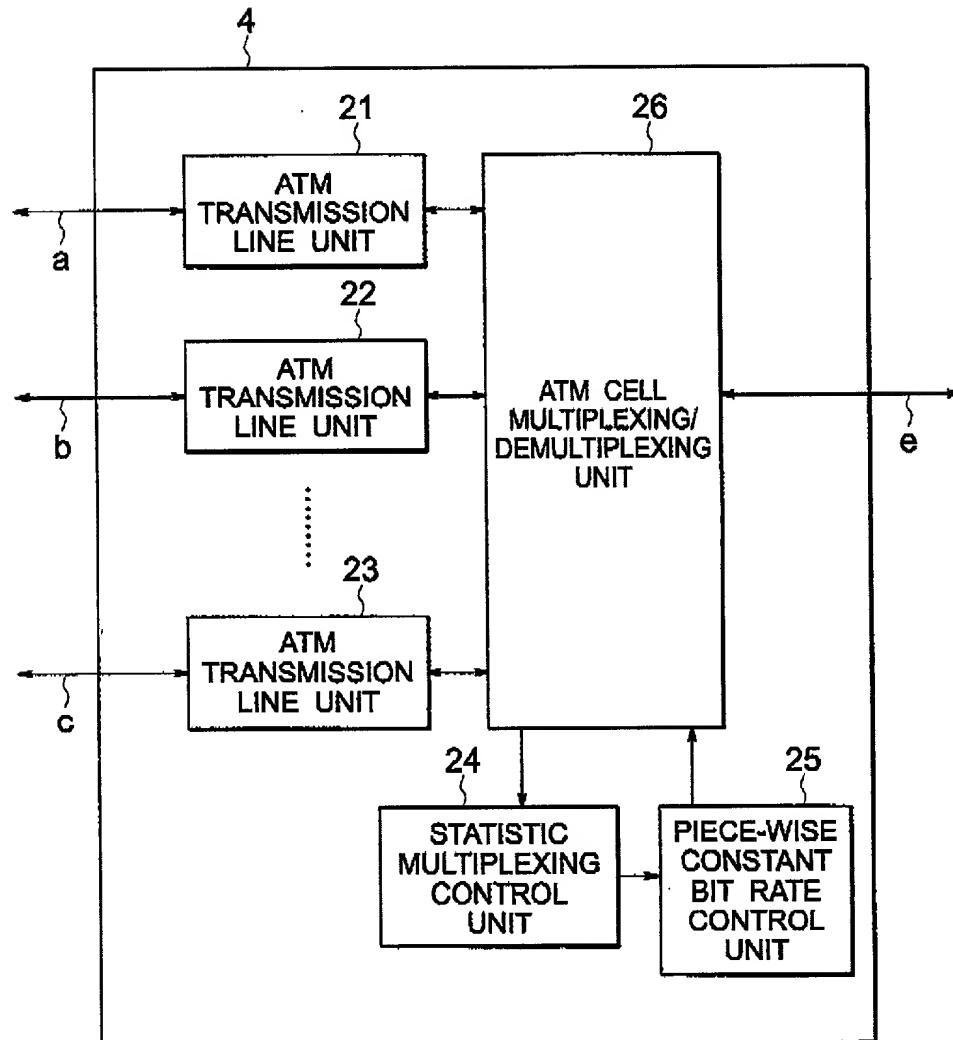 4
21
26
ATM
TRANSMISSION
LINE UNIT
a
22
ATM
TRANSMISSION
LINE UNIT
b
ATM CELL
MULTIPLEXING/
DEMULTIPLEXING
UNIT
e
23
ATM
TRANSMISSION
LINE UNIT
c
24
25
STATISTIC
MULTIPLEXING
CONTROL
UNIT
PIECE-WISE
CONSTANT
BIT RATE
CONTROL
UNIT